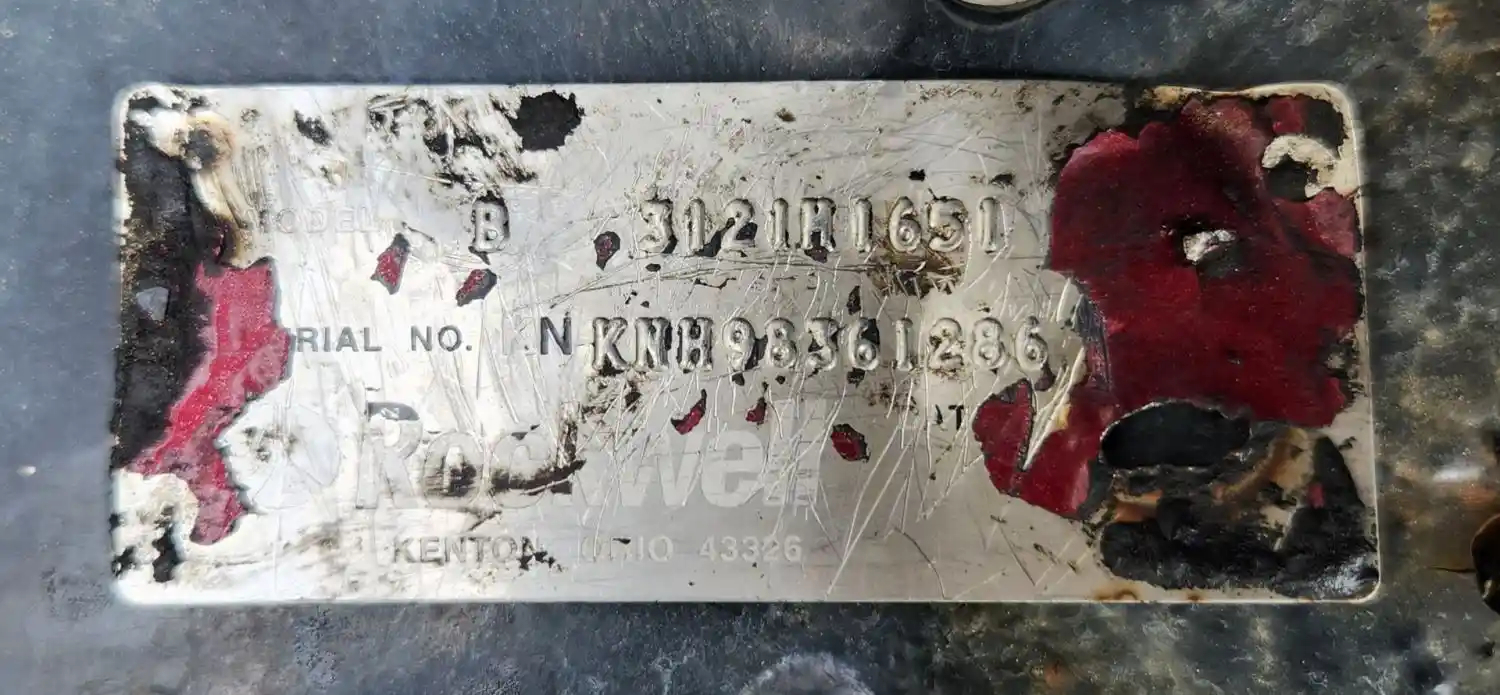 MODEL B 3121H1651
SERIAL NO. N KNH98361286
Rockwell
KENTON OHIO 43326